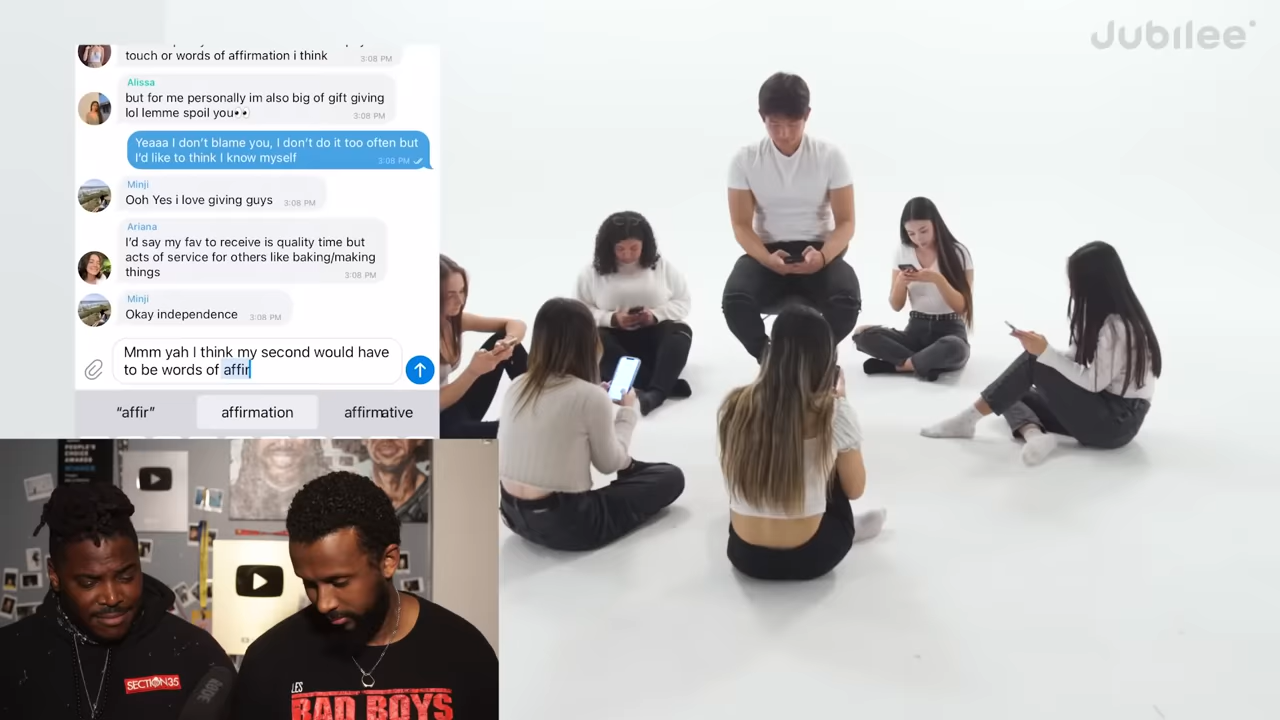 Jubilee
touch or words of affirmation i think
3:08 PM
Alissa
but for me personally im also big of gift giving
lol lemme spoil you👀
3:08 PM
Yeaaa I don't blame you, I don't do it too often but
I'd like to think I know myself
3:08 PM
Minji
Ooh Yes i love giving guys
3:08 PM
Ariana
I'd say my fav to receive is quality time but
acts of service for others like baking/making
things
3:08 PM
Minji
Okay independence
3:08 PM
Mmm yah I think my second would have
to be words of affir
"affir"
affirmation
affirmative
PEOPLE'S
CHOICE
AWARDS
SECTION35
RODE
LES
BAD BOYS